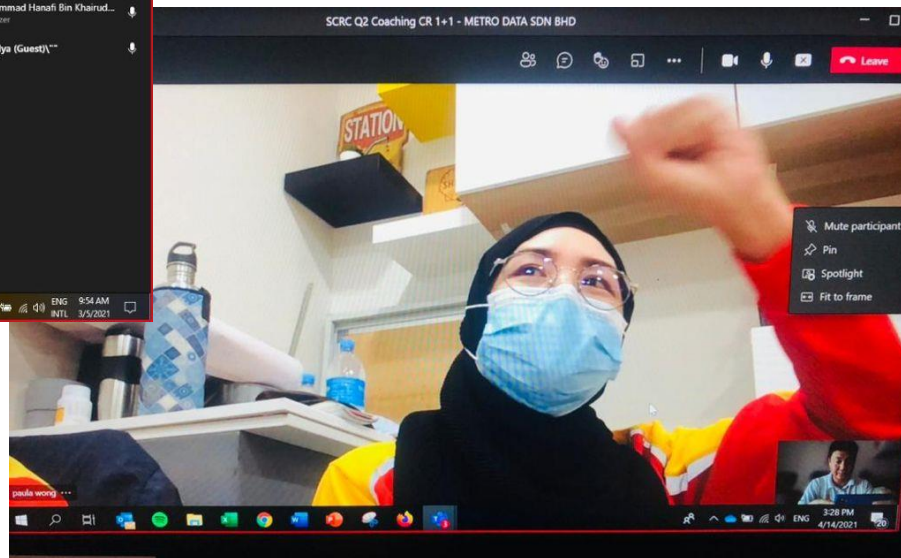 mmad Hanafi Bin Khairud...
zer
ya (Guest)\""
ENG
INTL
9:54 AM
3/5/2021
SCRC Q2 Coaching CR 1+1 - METRO DATA SDN BHD
Leave
STATION
Mute participant
Pin
Spotlight
Fit to frame
paula wong ...
ENG
3:28 PM
4/14/2021
20